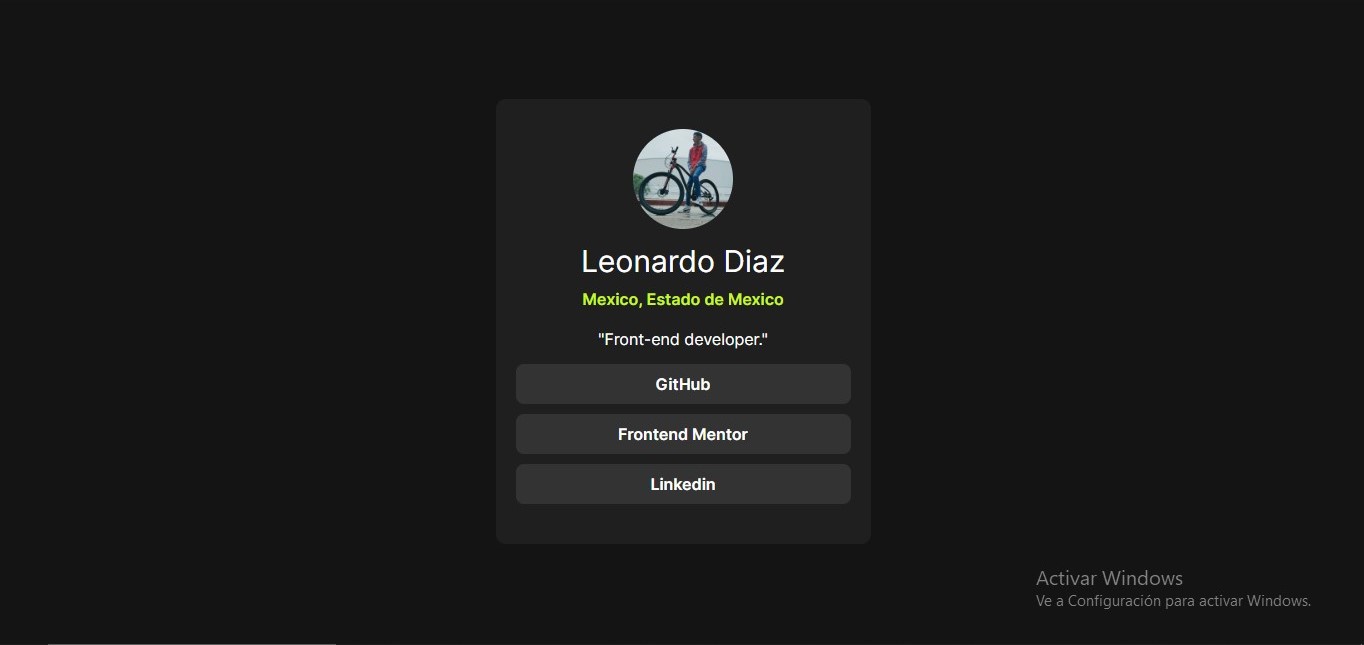 Leonardo Diaz
Mexico, Estado de Mexico
"Front-end developer."
GitHub
Frontend Mentor
Linkedin
Activar Windows
Ve a Configuración para activar Windows.